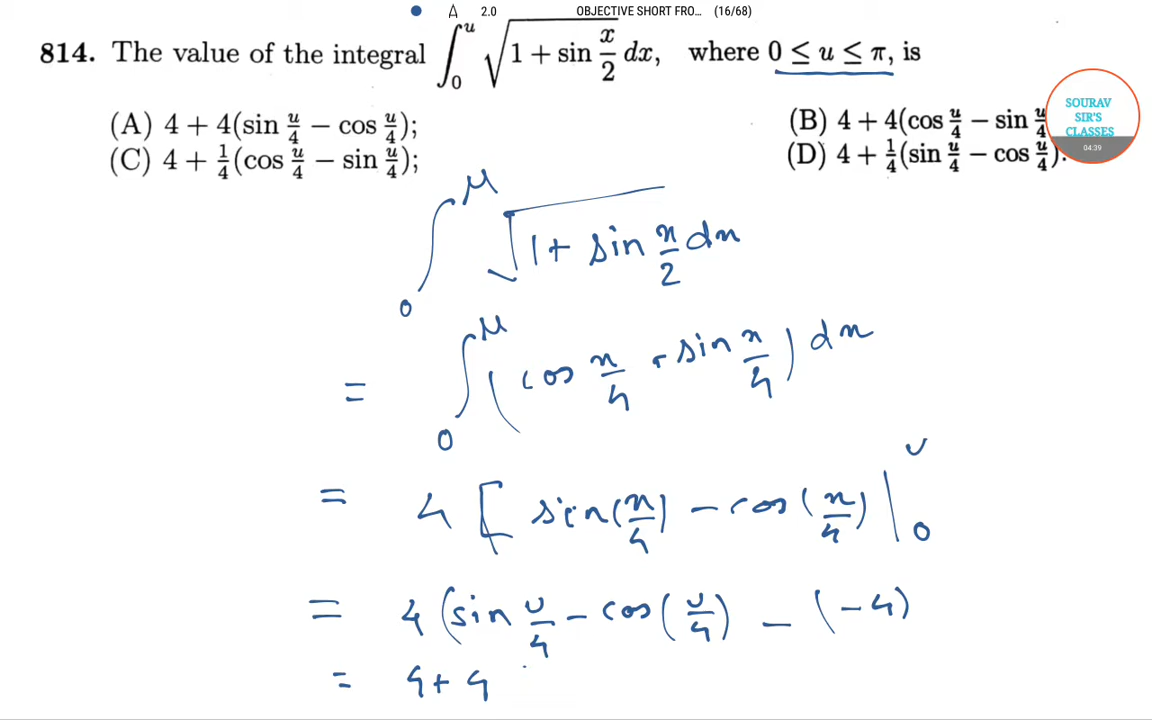 A 2.0 OBJECTIVE SHORT FRO... (16/68)
814. The value of the integral ∫₀ᵘ √(1 + sin x/2) dx, where 0 ≤ u ≤ π, is
(A) 4 + 4(sin u/4 − cos u/4); (B) 4 + 4(cos u/4 − sin u/4
(C) 4 + 1/4(cos u/4 − sin u/4); (D) 4 + 1/4(sin u/4 − cos u/4).
SOURAV
SIR'S
CLASSES
04:39
∫₀ᵘ √(1 + sin x/2) dx
= ∫₀ᵘ (cos x/4 + sin x/4) dx
= 4 [ sin(x/4) − cos(x/4) |₀ᵘ
= 4 (sin u/4 − cos(u/4) − (−4)
= 4 + 4